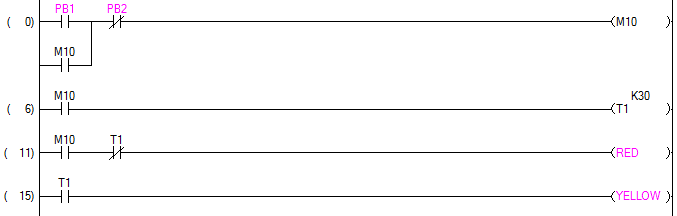 PB1 PB2
( 0) (M10 )
M10
M10 K30
( 6) (T1 )
M10 T1
( 11) (RED )
T1
( 15) (YELLOW )